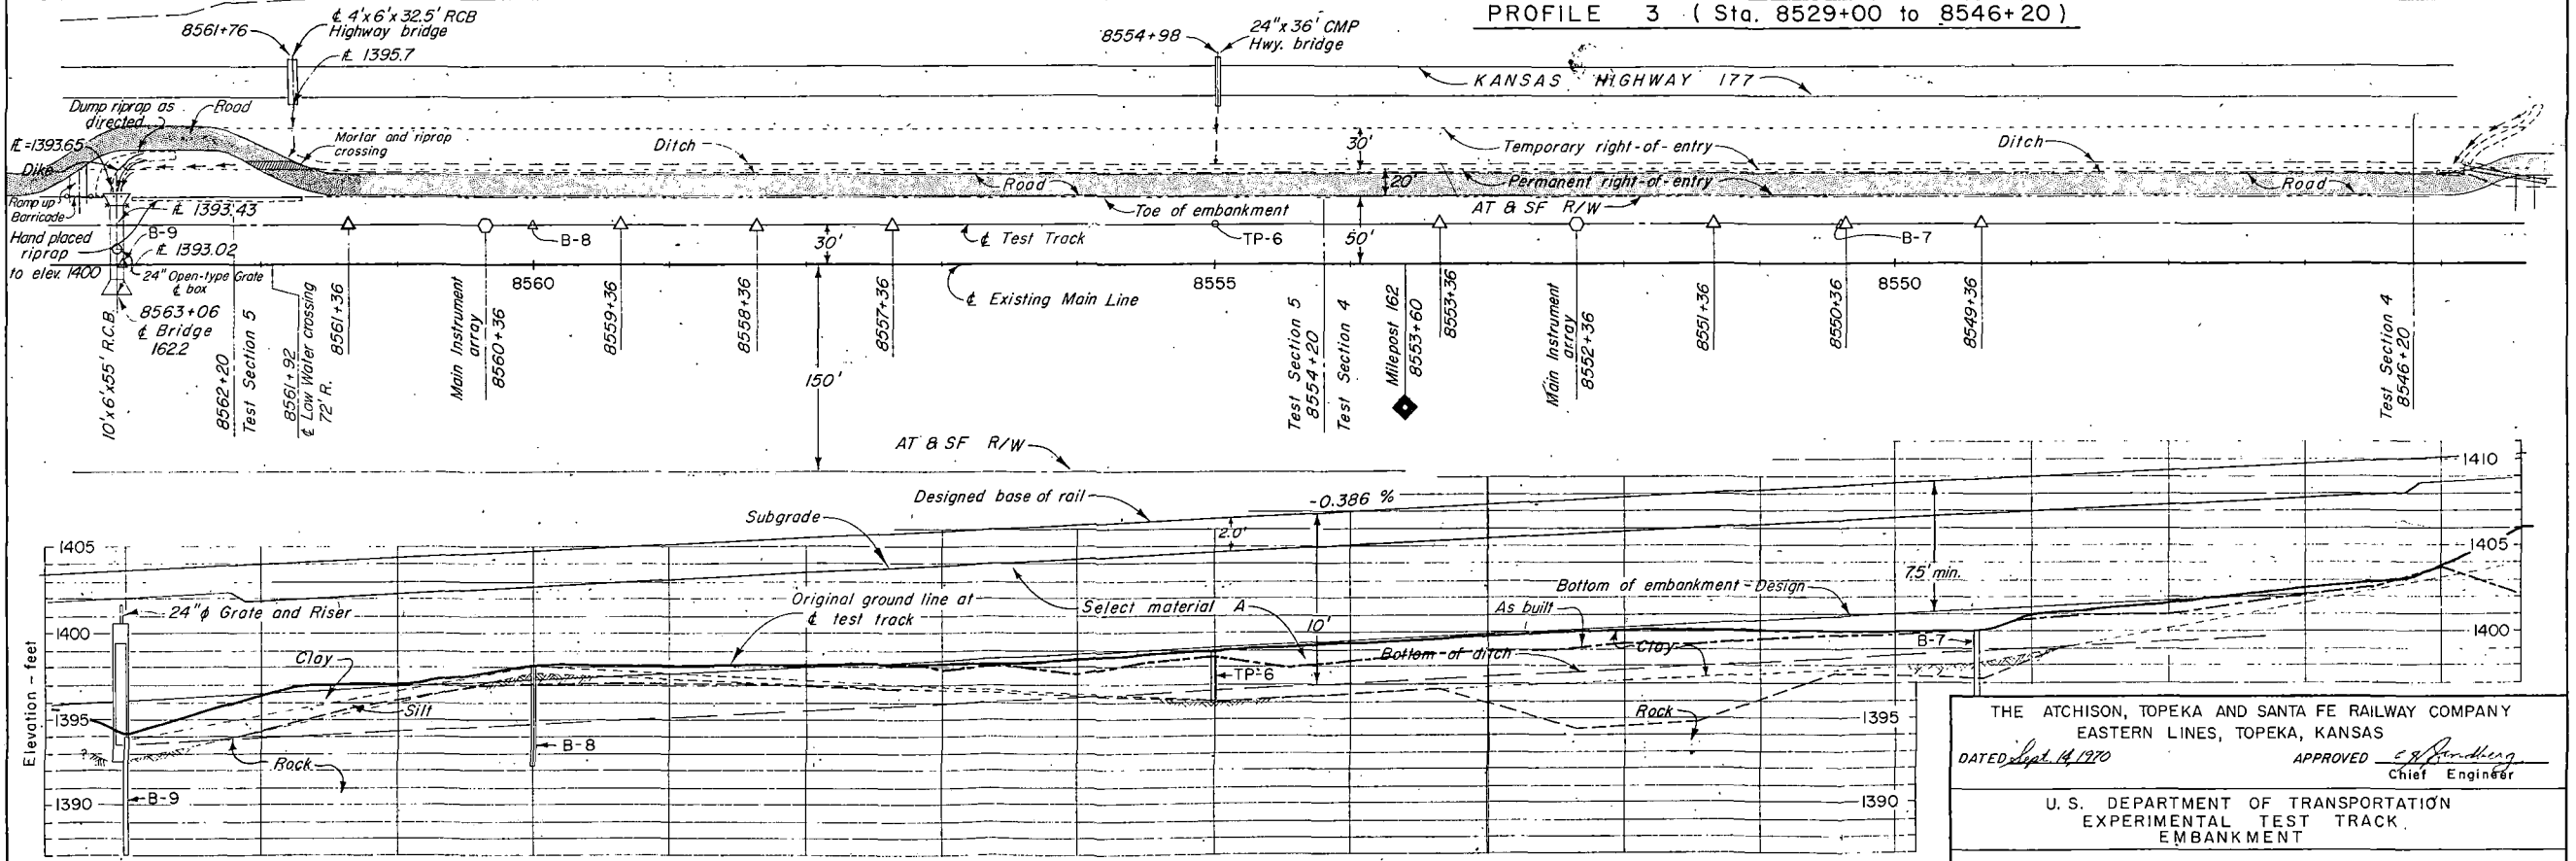 PROFILE 3 ( Sta. 8529+00 to 8546+20 )
8561+76
℄ 4'x6'x32.5' RCB
Highway bridge
℄ 1395.7
8554+98
24"x36' CMP
Hwy. bridge
KANSAS HIGHWAY 177
Dump riprap as
directed
Road
Mortar and riprap
crossing
Ditch
30'
Temporary right-of-entry
Ditch
℄=1393.65
Dike
Road
20'
Permanent right-of-entry
Road
Ramp up
Barricade
℄ 1393.43
Toe of embankment
AT & SF R/W
Hand placed
riprap
to elev. 1400
B-9
℄ 1393.02
24" Open-type Grate
℄ box
B-8
30'
℄ Test Track
TP-6
50'
B-7
8560
8555
8550
℄ Existing Main Line
10'x6'x55' R.C.B.
8563+06
℄ Bridge
162.2
8562+20
Test Section 5
8561+92
℄ Low Water crossing
72' R.
8561+36
Main Instrument
array
8560+36
8559+36
8558+36
8557+36
150'
Test Section 5
8554+20
Test Section 4
Milepost 162
8553+60
8553+36
Main Instrument
array
8552+36
8551+36
8550+36
8549+36
Test Section 4
8546+20
AT & SF R/W
Designed base of rail
-0.386 %
1410
Subgrade
2.0'
1405
1405
7.5' min.
Bottom of embankment-Design
24"φ Grate and Riser
Original ground line at
℄ test track
Select material A
As built
10'
1400
1400
B-7
Clay
Bottom of ditch
Clay
TP-6
Silt
1395
Rock
1395
Elevation - feet
?
B-8
Rock
B-9
1390
1390
THE ATCHISON, TOPEKA AND SANTA FE RAILWAY COMPANY
EASTERN LINES, TOPEKA, KANSAS
DATED Sept. 14, 1970
APPROVED
Chief Engineer
U. S. DEPARTMENT OF TRANSPORTATION
EXPERIMENTAL TEST TRACK
EMBANKMENT